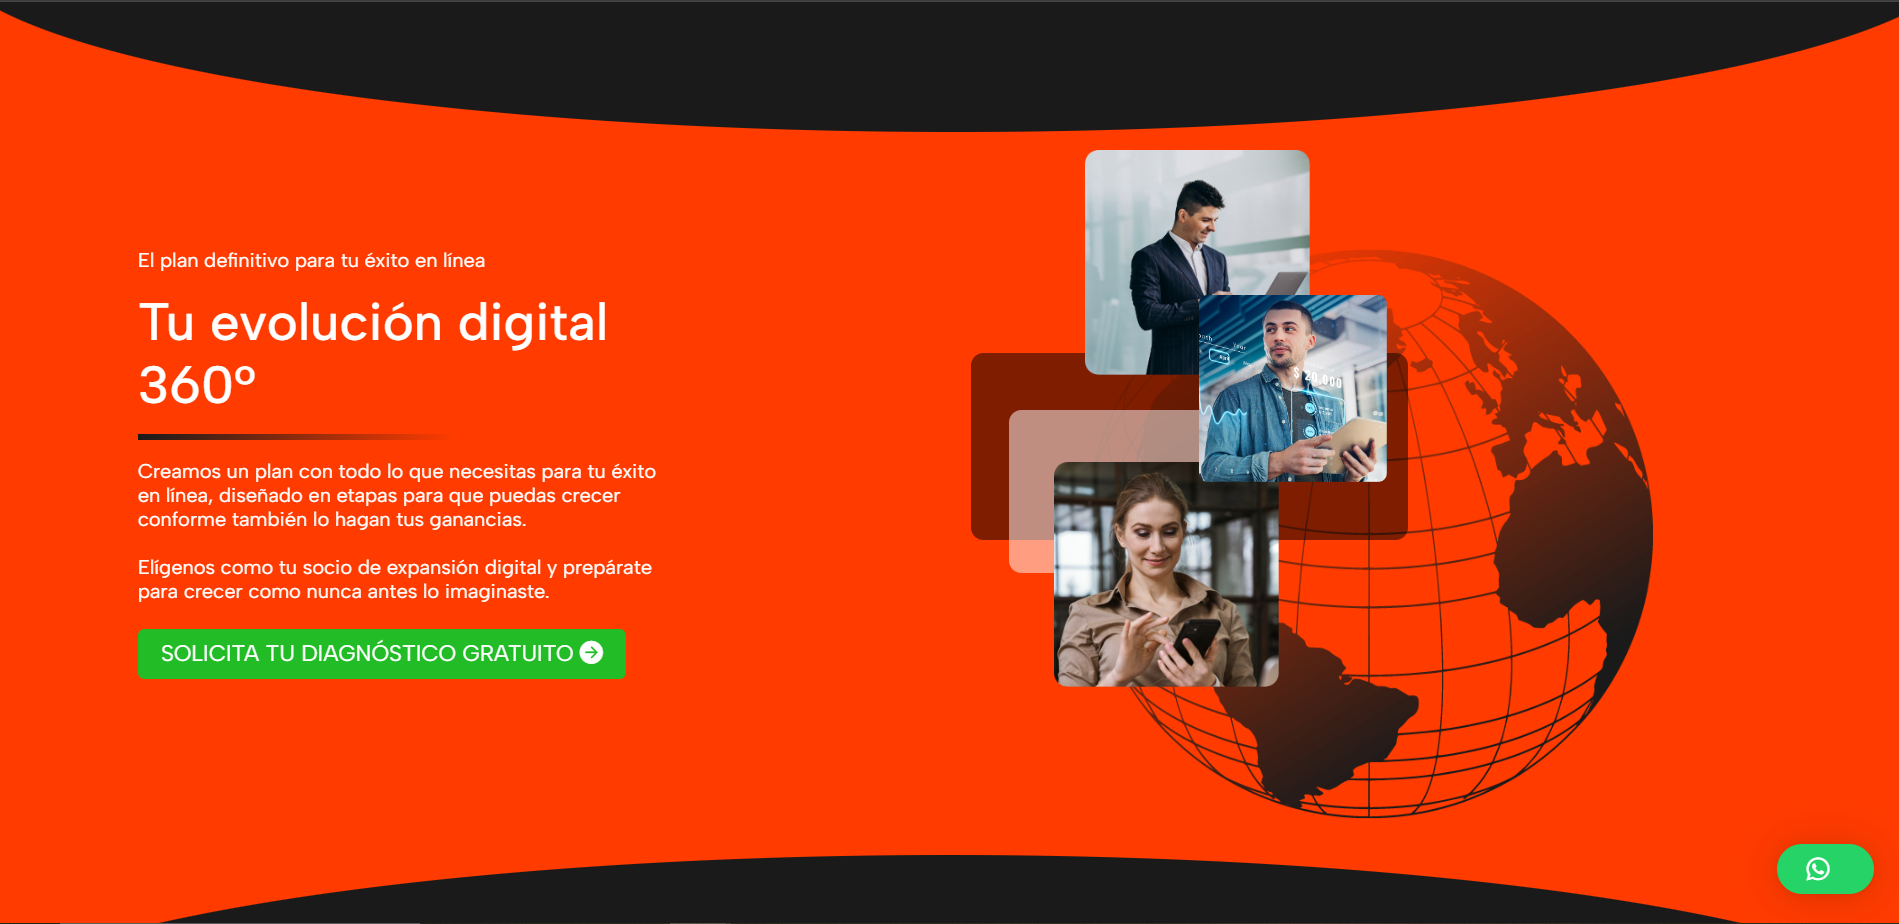 El plan definitivo para tu éxito en línea
Tu evolución digital
360º
Creamos un plan con todo lo que necesitas para tu éxito
en línea, diseñado en etapas para que puedas crecer
conforme también lo hagan tus ganancias.
Elígenos como tu socio de expansión digital y prepárate
para crecer como nunca antes lo imaginaste.
SOLICITA TU DIAGNÓSTICO GRATUITO
Year
$ 20,000